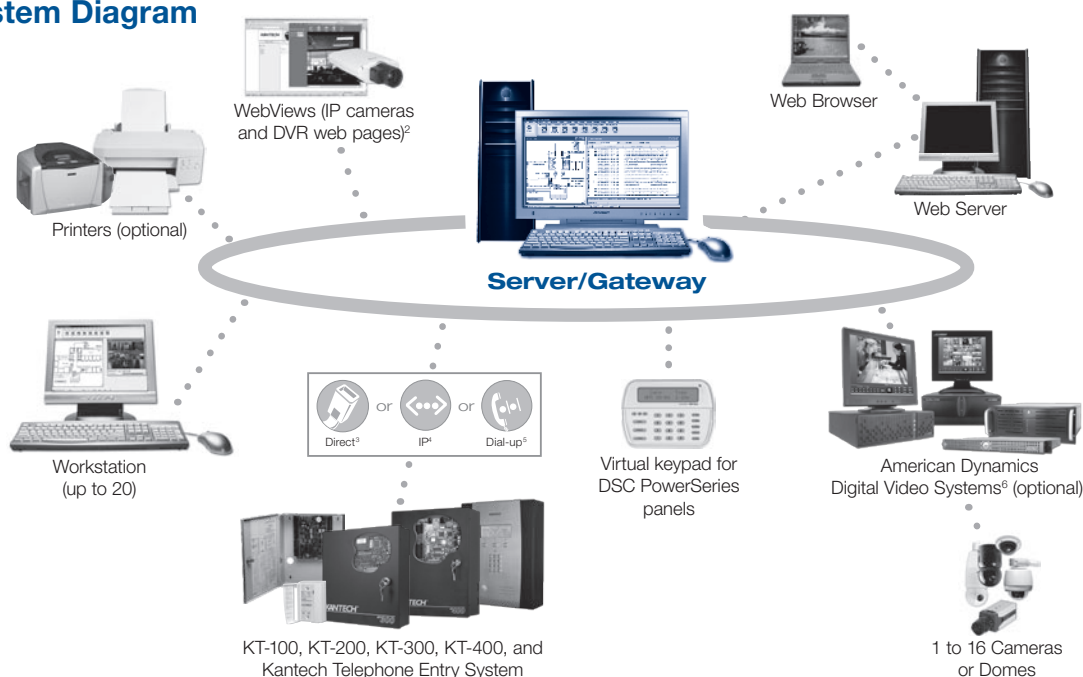 stem Diagram
WebViews (IP cameras
and DVR web pages)2
Web Browser
Web Server
Printers (optional)
Server/Gateway
Workstation
(up to 20)
Direct3
or
IP4
or
Dial-up5
Virtual keypad for
DSC PowerSeries
panels
American Dynamics
Digital Video Systems6 (optional)
KANTECH
KT-100, KT-200, KT-300, KT-400, and
Kantech Telephone Entry System
1 to 16 Cameras
or Domes